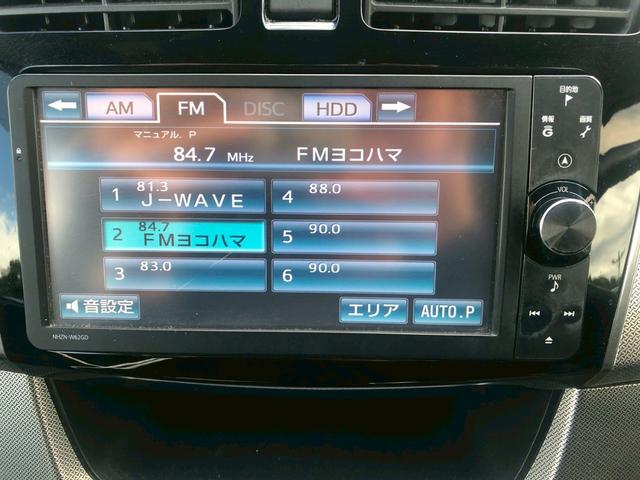 AM FM DISC HDD
マニュアル. P
84.7 MHz FMヨコハマ
1 81.3 J-WAVE
4 88.0
2 84.7 FMヨコハマ
5 90.0
3 83.0
6 90.0
音設定 エリア AUTO.P
NHZN-W62GD
目的地
情報 画質
VOL
PWR